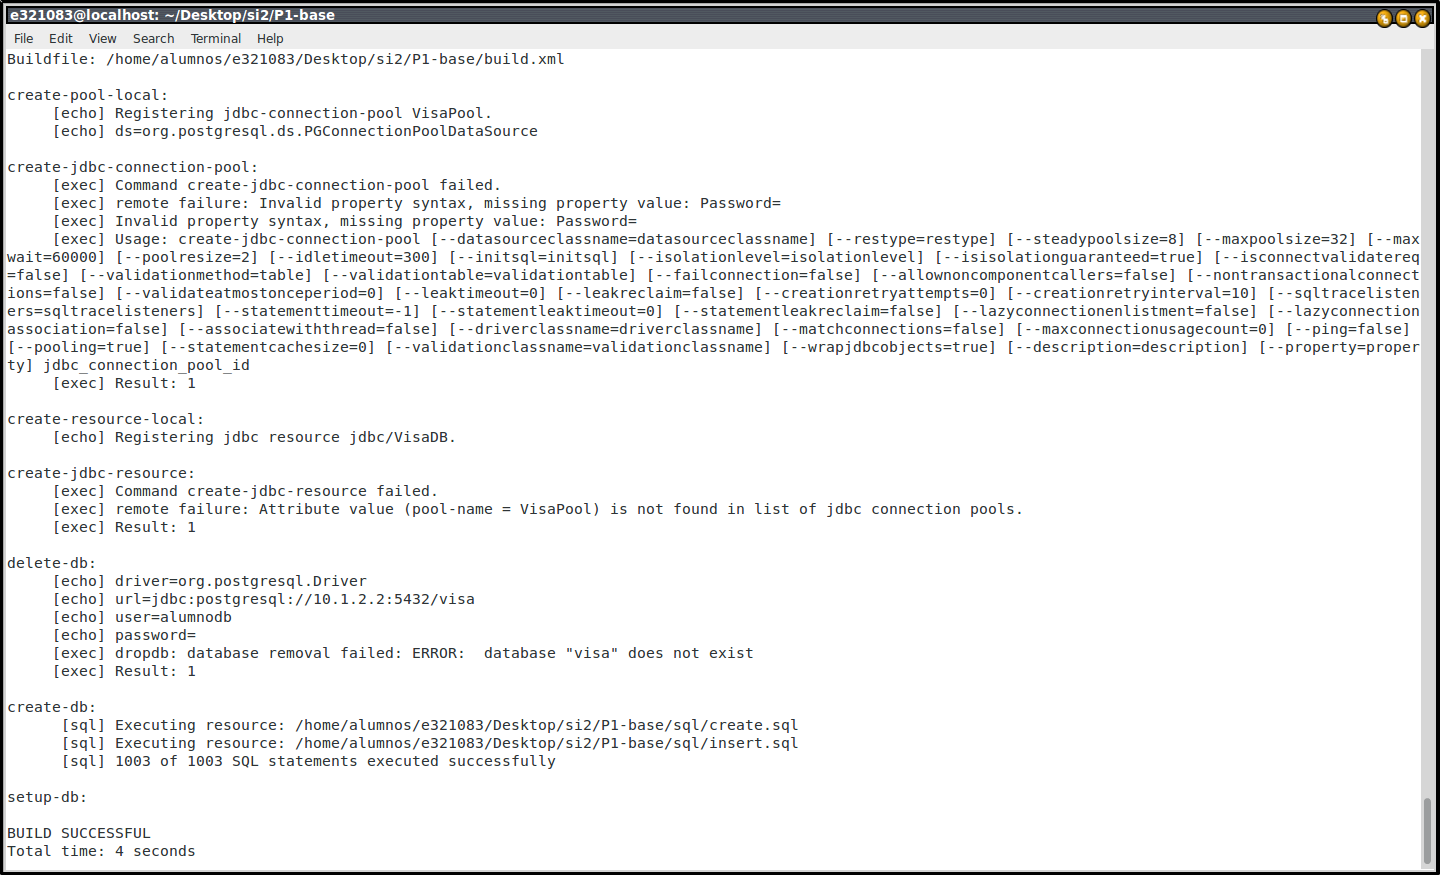 e321083@localhost: ~/Desktop/si2/P1-base
File Edit View Search Terminal Help
Buildfile: /home/alumnos/e321083/Desktop/si2/P1-base/build.xml
create-pool-local:
[echo] Registering jdbc-connection-pool VisaPool.
[echo] ds=org.postgresql.ds.PGConnectionPoolDataSource
create-jdbc-connection-pool:
[exec] Command create-jdbc-connection-pool failed.
[exec] remote failure: Invalid property syntax, missing property value: Password=
[exec] Invalid property syntax, missing property value: Password=
[exec] Usage: create-jdbc-connection-pool [--datasourceclassname=datasourceclassname] [--restype=restype] [--steadypoolsize=8] [--maxpoolsize=32] [--max
wait=60000] [--poolresize=2] [--idletimeout=300] [--initsql=initsql] [--isolationlevel=isolationlevel] [--isisolationguaranteed=true] [--isconnectvalidatereq
=false] [--validationmethod=table] [--validationtable=validationtable] [--failconnection=false] [--allownoncomponentcallers=false] [--nontransactionalconnect
ions=false] [--validateatmostonceperiod=0] [--leaktimeout=0] [--leakreclaim=false] [--creationretryattempts=0] [--creationretryinterval=10] [--sqltracelisten
ers=sqltracelisteners] [--statementtimeout=-1] [--statementleaktimeout=0] [--statementleakreclaim=false] [--lazyconnectionenlistment=false] [--lazyconnection
association=false] [--associatewiththread=false] [--driverclassname=driverclassname] [--matchconnections=false] [--maxconnectionusagecount=0] [--ping=false]
[--pooling=true] [--statementcachesize=0] [--validationclassname=validationclassname] [--wrapjdbcobjects=true] [--description=description] [--property=proper
ty] jdbc_connection_pool_id
[exec] Result: 1
create-resource-local:
[echo] Registering jdbc resource jdbc/VisaDB.
create-jdbc-resource:
[exec] Command create-jdbc-resource failed.
[exec] remote failure: Attribute value (pool-name = VisaPool) is not found in list of jdbc connection pools.
[exec] Result: 1
delete-db:
[echo] driver=org.postgresql.Driver
[echo] url=jdbc:postgresql://10.1.2.2:5432/visa
[echo] user=alumnodb
[echo] password=
[exec] dropdb: database removal failed: ERROR:  database "visa" does not exist
[exec] Result: 1
create-db:
[sql] Executing resource: /home/alumnos/e321083/Desktop/si2/P1-base/sql/create.sql
[sql] Executing resource: /home/alumnos/e321083/Desktop/si2/P1-base/sql/insert.sql
[sql] 1003 of 1003 SQL statements executed successfully
setup-db:
BUILD SUCCESSFUL
Total time: 4 seconds